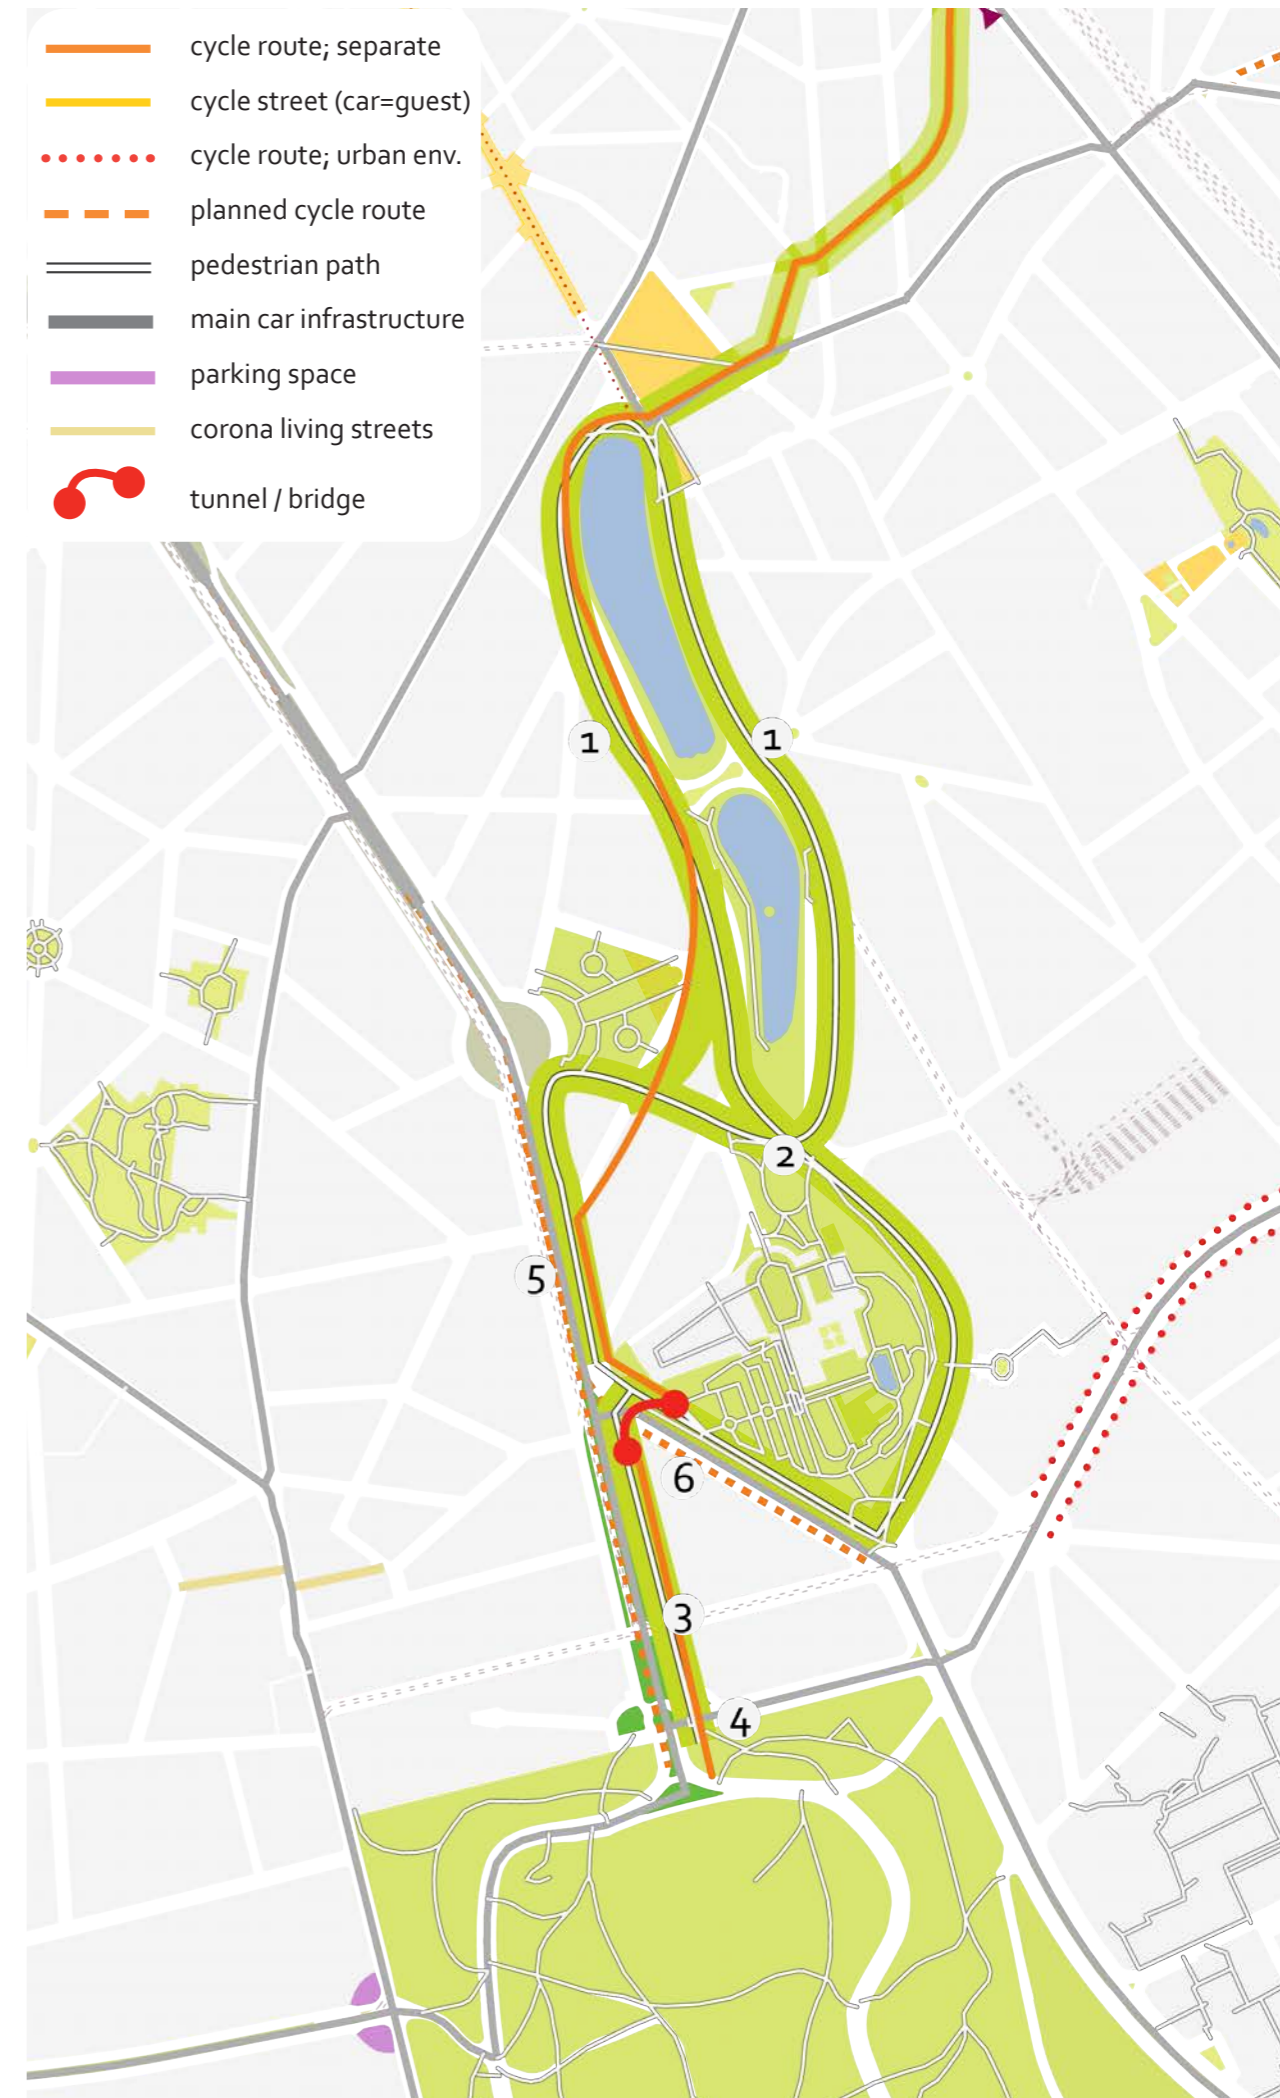 cycle route; separate
cycle street (car=guest)
cycle route; urban env.
planned cycle route
pedestrian path
main car infrastructure
parking space
corona living streets
tunnel / bridge
1
1
2
5
6
3
4